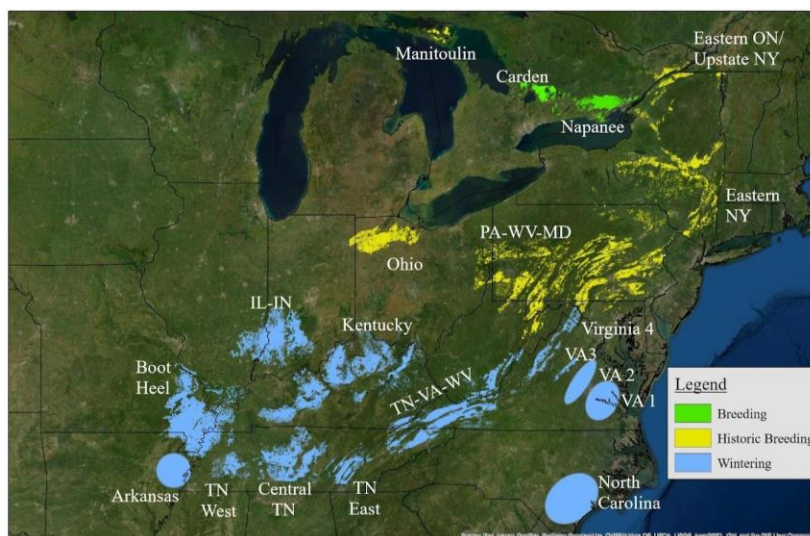 Eastern ON/
Upstate NY
Manitoulin
Carden
Napanee
Eastern
NY
PA-WV-MD
Ohio
IL-IN
Kentucky
Virginia 4
Boot
Heel
VA3
VA 2
VA 1
TN-VA-WV
Legend
Breeding
Historic Breeding
Wintering
Arkansas
TN
West
Central
TN
TN
East
North
Carolina